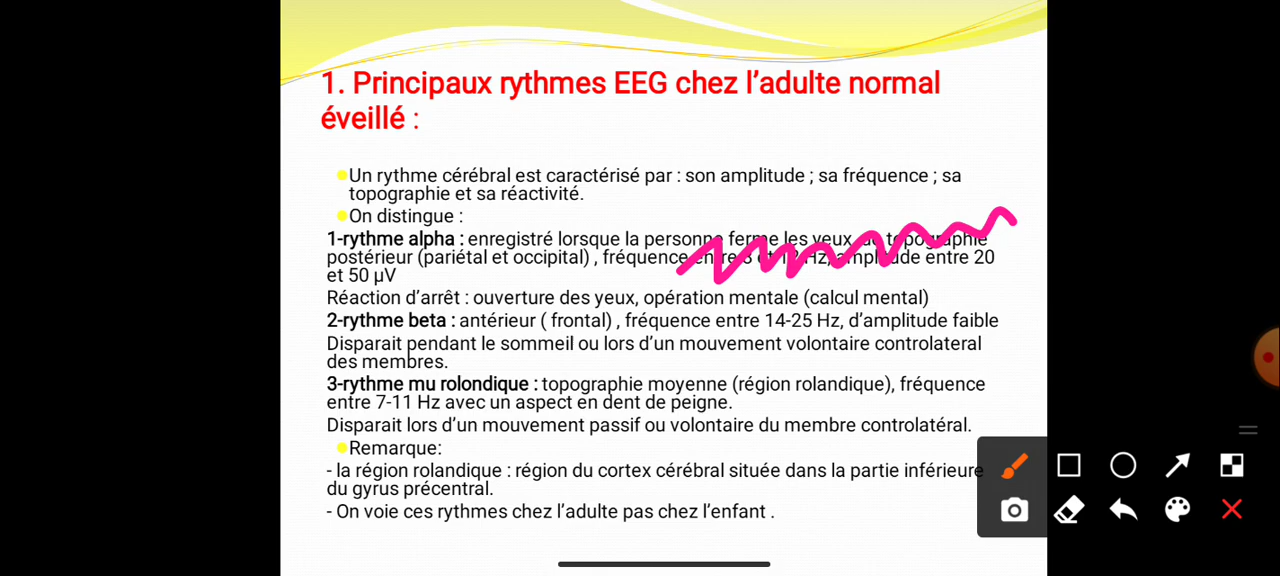 1. Principaux rythmes EEG chez l’adulte normal
éveillé :
Un rythme cérébral est caractérisé par : son amplitude ; sa fréquence ; sa
topographie et sa réactivité.
On distingue :
1-rythme alpha : enregistré lorsque la personne ferme les yeux, de topographie
postérieur (pariétal et occipital) , fréquence entre 8 et 12 Hz, amplitude entre 20
et 50 µV
Réaction d’arrêt : ouverture des yeux, opération mentale (calcul mental)
2-rythme beta : antérieur ( frontal) , fréquence entre 14-25 Hz, d’amplitude faible
Disparait pendant le sommeil ou lors d’un mouvement volontaire controlateral
des membres.
3-rythme mu rolondique : topographie moyenne (région rolandique), fréquence
entre 7-11 Hz avec un aspect en dent de peigne.
Disparait lors d’un mouvement passif ou volontaire du membre controlatéral.
Remarque:
- la région rolandique : région du cortex cérébral située dans la partie inférieure
du gyrus précentral.
- On voie ces rythmes chez l’adulte pas chez l’enfant .